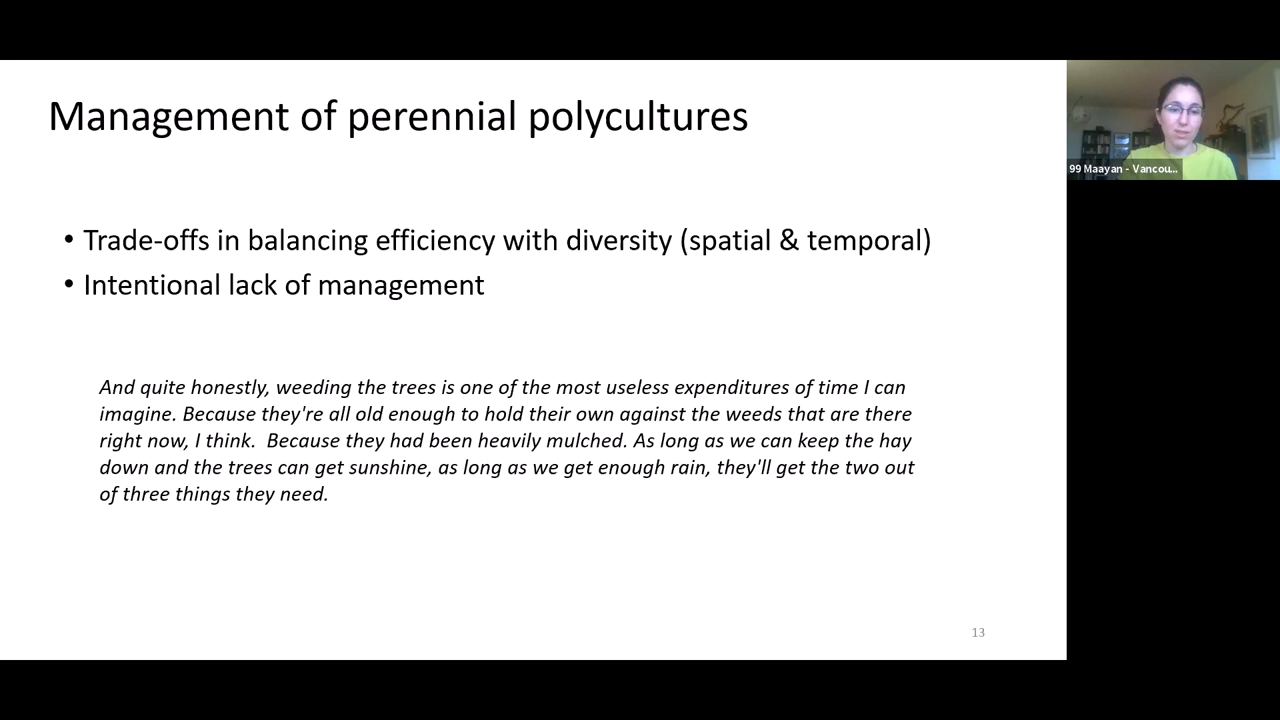 Management of perennial polycultures
• Trade-offs in balancing efficiency with diversity (spatial & temporal)
• Intentional lack of management
And quite honestly, weeding the trees is one of the most useless expenditures of time I can
imagine. Because they're all old enough to hold their own against the weeds that are there
right now, I think.  Because they had been heavily mulched. As long as we can keep the hay
down and the trees can get sunshine, as long as we get enough rain, they'll get the two out
of three things they need.
13
99 Maayan - Vancou...